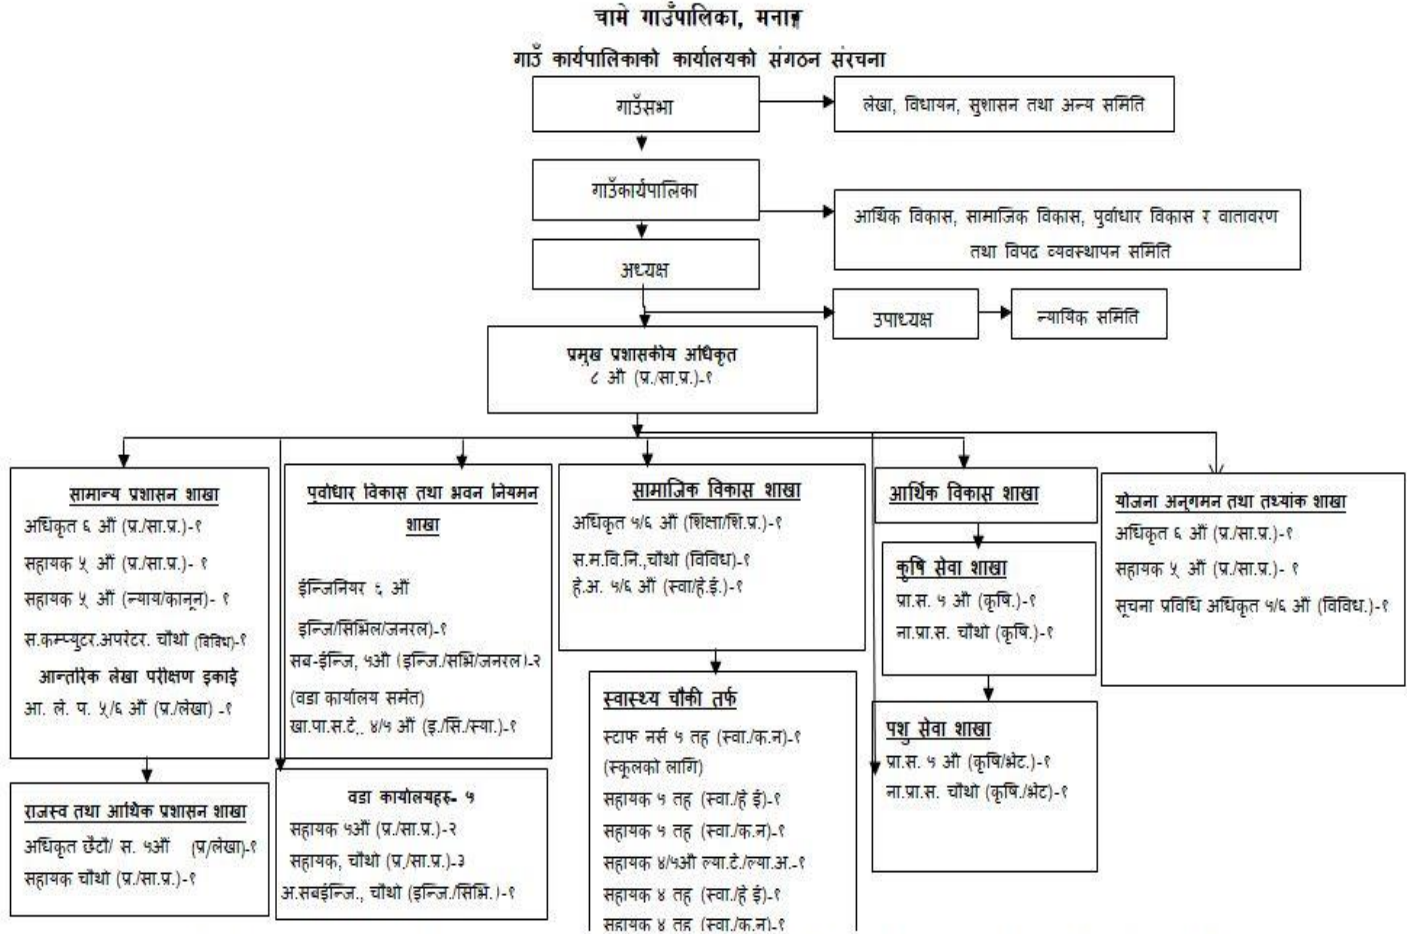 चामे गाउँपालिका, मनाङ्ग
गाउँ कार्यपालिकाको कार्यालयको संगठन संरचना
गाउँसभा
लेखा, विधायन, सुशासन तथा अन्य समिति
गाउँकार्यपालिका
आर्थिक विकास, सामाजिक विकास, पुर्वाधार विकास र वातावरण
तथा विपद व्यवस्थापन समिति
अध्यक्ष
उपाध्यक्ष
न्यायिक समिति
प्रमुख प्रशासकीय अधिकृत
८ औ (प्र./सा.प्र.)-१
सामान्य प्रशासन शाखा
अधिकृत ६ औं (प्र./सा.प्र.)-१
सहायक ५ औं (प्र./सा.प्र.)- १
सहायक ५ औं (न्याय/कानून)- १
स.कम्प्युटर.अपरेटर. चौथो (विविध)-१
आन्तरिक लेखा परीक्षण इकाई
आ. ले. प. ५/६ औं (प्र./लेखा) -१
राजस्व तथा आर्थिक प्रशासन शाखा
अधिकृत छैटौ/ स. ५औं (प्र/लेखा)-१
सहायक चौथो (प्र./सा.प्र.)-१
पुर्वाधार विकास तथा भवन नियमन
शाखा
ईन्जिनियर ६ औं
इन्जि/सिभिल/जनरल)-१
सब-ईन्जि, ५औ (इन्जि./सभि/जनरल)-२
(वडा कार्यालय समेत)
खा.पा.स.टे,. ४/५ औं (इ./सि./स्या.)-१
वडा कार्यालयहरु- ५
सहायक ५औं (प्र./सा.प्र.)-२
सहायक, चौथो (प्र./सा.प्र.)-३
अ.सबईन्जि., चौथो (इन्जि./सिभि.)-१
सामाजिक विकास शाखा
अधिकृत ५/६ औं (शिक्षा/शि.प्र.)-१
स.म.वि.नि.,चौथो (विविध)-१
हे.अ. ५/६ औं (स्वा/हे.ई.)-१
स्वास्थ्य चौकी तर्फ
स्टाफ नर्स ५ तह (स्वा./क.न)-१
(स्कूलको लागि)
सहायक ५ तह (स्वा./हे ई)-१
सहायक ५ तह (स्वा./क.न)-१
सहायक ४/५औ ल्या.टे./ल्या.अ.-१
सहायक ४ तह (स्वा./हे ई)-१
सहायक ४ तह (स्वा./क.न)-१
आर्थिक विकास शाखा
कृषि सेवा शाखा
प्रा.स. ५ औ (कृषि.)-१
ना.प्रा.स. चौथो (कृषि.)-१
पशु सेवा शाखा
प्रा.स. ५ औ (कृषि/भेट.)-१
ना.प्रा.स. चौथो (कृषि./भेट)-१
योजना अनुगमन तथा तथ्यांक शाखा
अधिकृत ६ औं (प्र./सा.प्र.)-१
सहायक ५ औं (प्र./सा.प्र.)- १
सूचना प्रविधि अधिकृत ५/६ औं (विविध.)-१